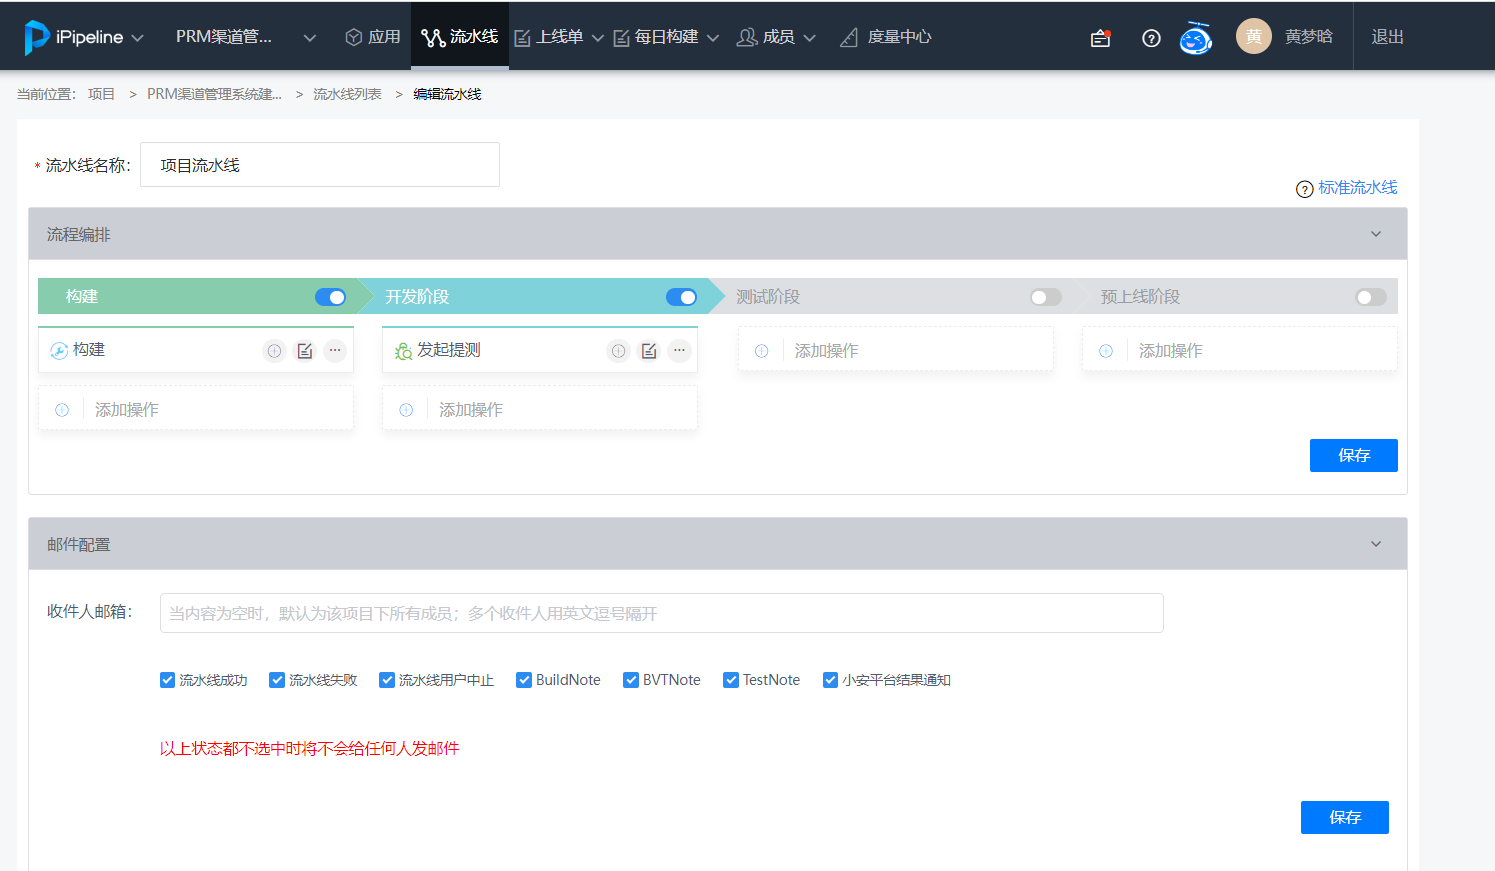 iPipeline PRM渠道管... 应用 流水线 上线单 每日构建 成员 度量中心 黄 黄梦晗 退出
当前位置: 项目 > PRM渠道管理系统建... > 流水线列表 > 编辑流水线
* 流水线名称: 项目流水线
标准流水线
流程编排
构建 开发阶段 测试阶段 预上线阶段
构建 发起提测 添加操作 添加操作
添加操作 添加操作
保存
邮件配置
收件人邮箱: 当内容为空时，默认为该项目下所有成员；多个收件人用英文逗号隔开
流水线成功 流水线失败 流水线用户中止 BuildNote BVTNote TestNote 小安平台结果通知
以上状态都不选中时将不会给任何人发邮件
保存